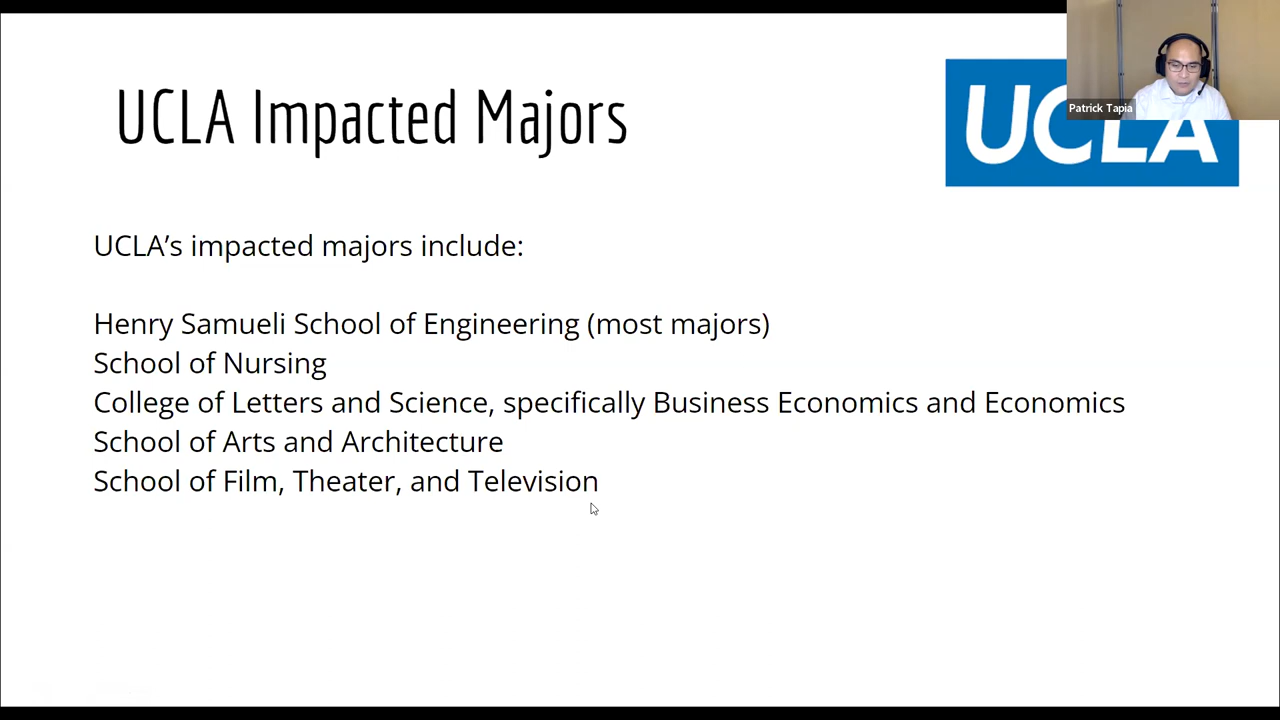 UCLA Impacted Majors
UCLA
Patrick Tapia
UCLA’s impacted majors include:
Henry Samueli School of Engineering (most majors)
School of Nursing
College of Letters and Science, specifically Business Economics and Economics
School of Arts and Architecture
School of Film, Theater, and Television